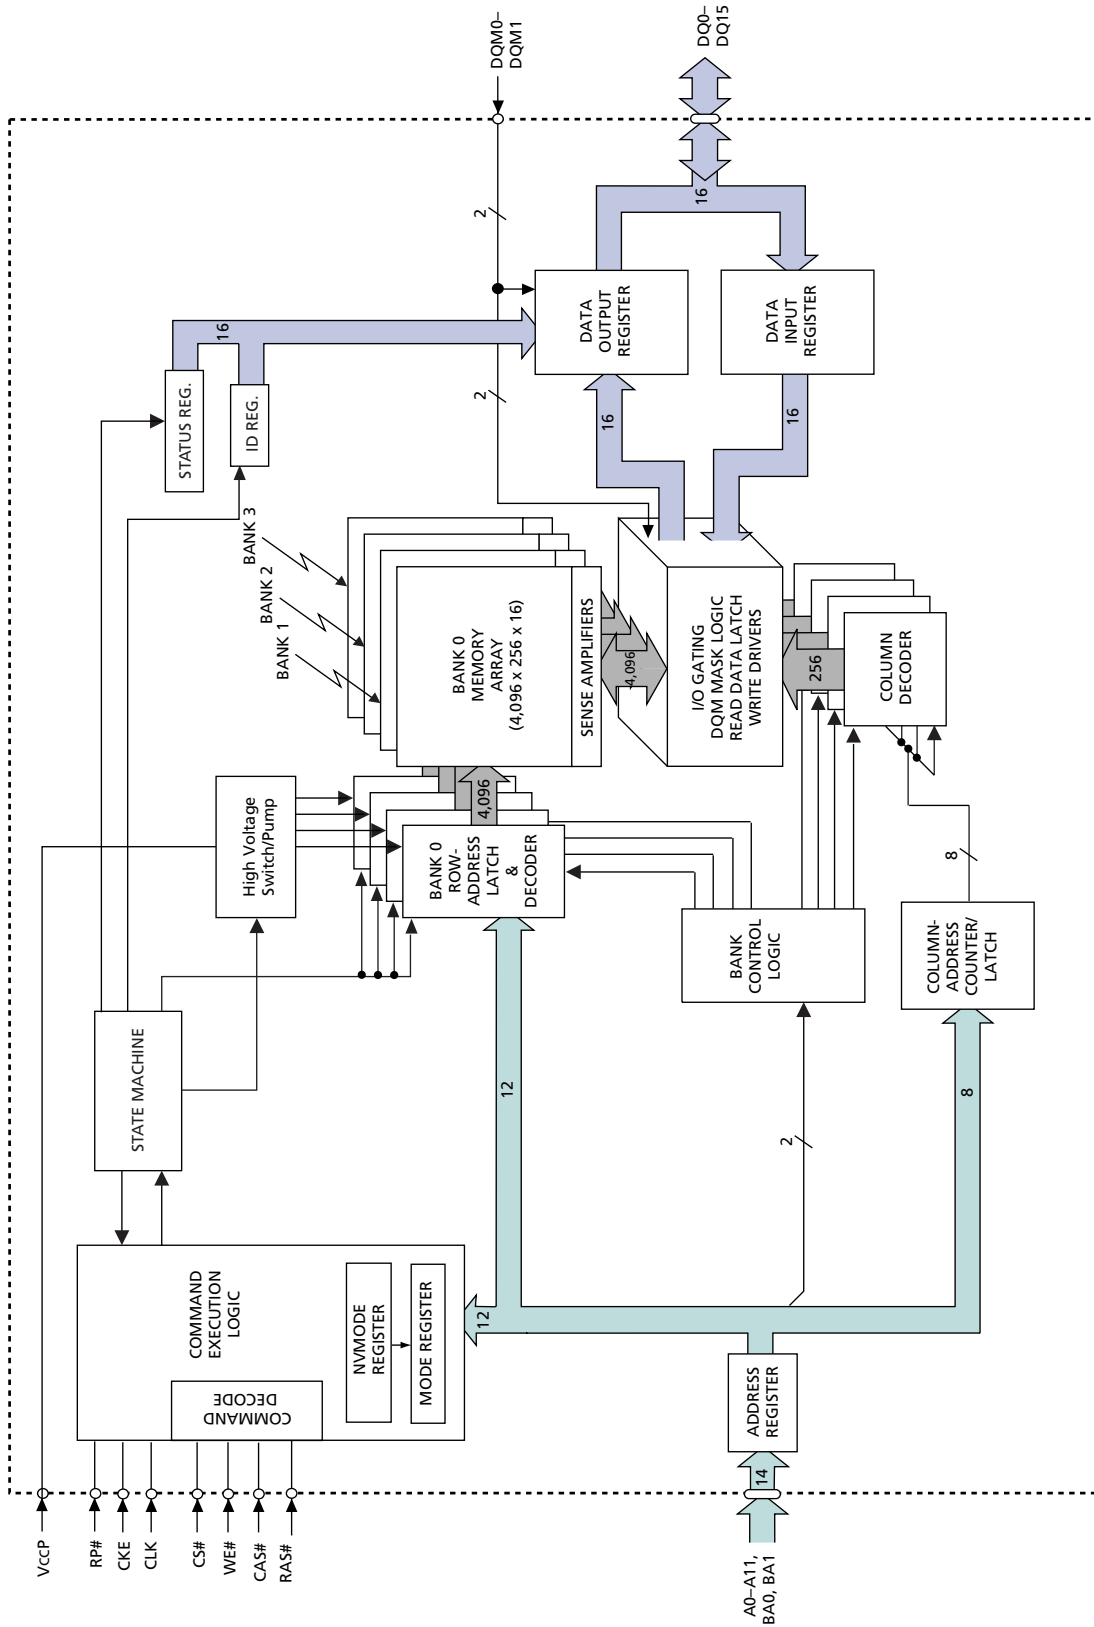 VccP
RP#
CKE
CLK
CS#
WE#
CAS#
RAS#
COMMAND
EXECUTION
LOGIC
COMMAND
DECODE
NVMODE
REGISTER
MODE REGISTER
STATE MACHINE
High Voltage
Switch/Pump
STATUS REG.
ID REG.
16
BANK 3
BANK 2
BANK 1
BANK 0
MEMORY
ARRAY
(4,096 x 256 x 16)
SENSE AMPLIFIERS
4,096
BANK 0
ROW-
ADDRESS
LATCH
&
DECODER
4,096
12
12
I/O GATING
DQM MASK LOGIC
READ DATA LATCH
WRITE DRIVERS
256
COLUMN
DECODER
BANK
CONTROL
LOGIC
2
COLUMN-
ADDRESS
COUNTER/
LATCH
8
8
A0–A11,
BA0, BA1
14
ADDRESS
REGISTER
DATA
OUTPUT
REGISTER
DATA
INPUT
REGISTER
16
16
16
2
2
DQM0–
DQM1
DQ0–
DQ15